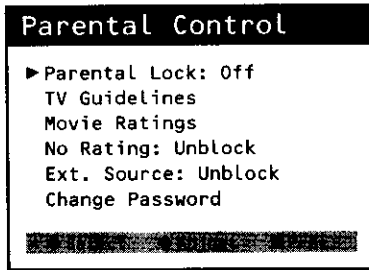 Parental Control
▶Parental Lock: Off
TV Guidelines
Movie Ratings
No Rating: Unblock
Ext. Source: Unblock
Change Password